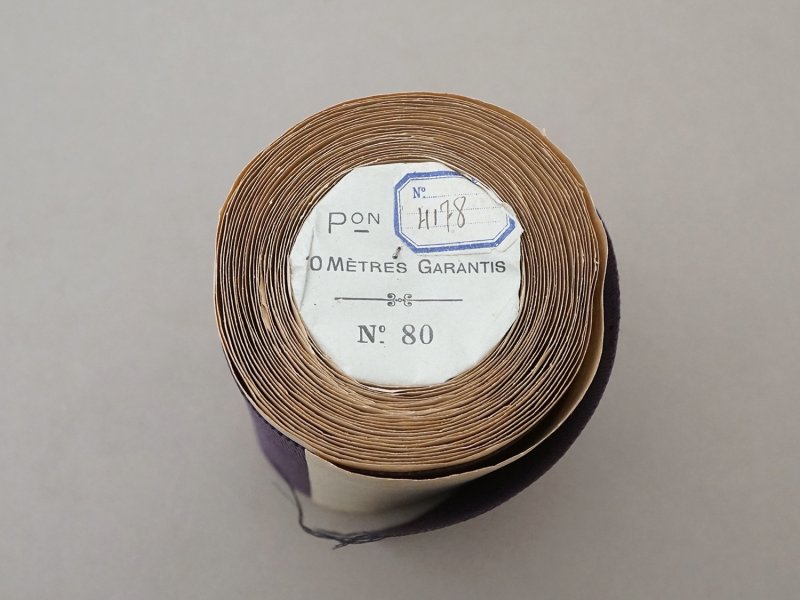 Nº
4178
PON
0 MÈTRES GARANTIS
Nº 80